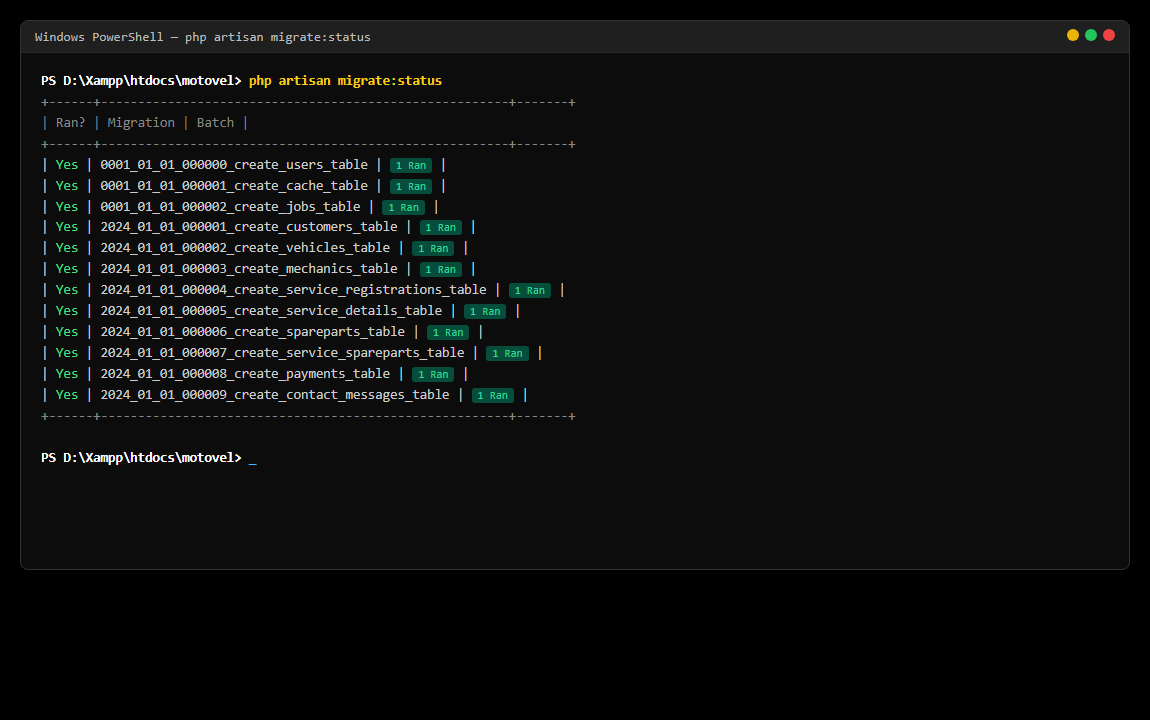 Windows PowerShell — php artisan migrate:status
PS D:\Xampp\htdocs\motovel> php artisan migrate:status
+------+-------------------------------------------------------+-------+
| Ran? | Migration | Batch |
+------+-------------------------------------------------------+-------+
| Yes | 0001_01_01_000000_create_users_table | 1 Ran |
| Yes | 0001_01_01_000001_create_cache_table | 1 Ran |
| Yes | 0001_01_01_000002_create_jobs_table | 1 Ran |
| Yes | 2024_01_01_000001_create_customers_table | 1 Ran |
| Yes | 2024_01_01_000002_create_vehicles_table | 1 Ran |
| Yes | 2024_01_01_000003_create_mechanics_table | 1 Ran |
| Yes | 2024_01_01_000004_create_service_registrations_table | 1 Ran |
| Yes | 2024_01_01_000005_create_service_details_table | 1 Ran |
| Yes | 2024_01_01_000006_create_spareparts_table | 1 Ran |
| Yes | 2024_01_01_000007_create_service_spareparts_table | 1 Ran |
| Yes | 2024_01_01_000008_create_payments_table | 1 Ran |
| Yes | 2024_01_01_000009_create_contact_messages_table | 1 Ran |
+------+-------------------------------------------------------+-------+
PS D:\Xampp\htdocs\motovel> _